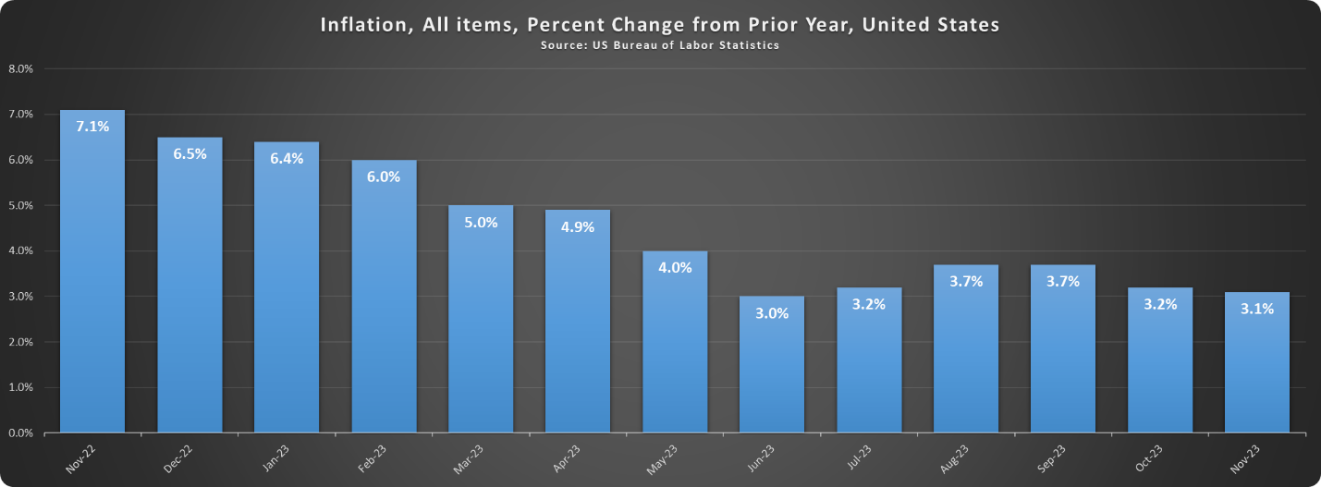 Inflation, All items, Percent Change from Prior Year, United States
Source: US Bureau of Labor Statistics
8.0%
7.0%
6.0%
5.0%
4.0%
3.0%
2.0%
1.0%
0.0%
7.1%
6.5%
6.4%
6.0%
5.0%
4.9%
4.0%
3.0%
3.2%
3.7%
3.7%
3.2%
3.1%
Nov-22
Dec-22
Jan-23
Feb-23
Mar-23
Apr-23
May-23
Jun-23
Jul-23
Aug-23
Sep-23
Oct-23
Nov-23